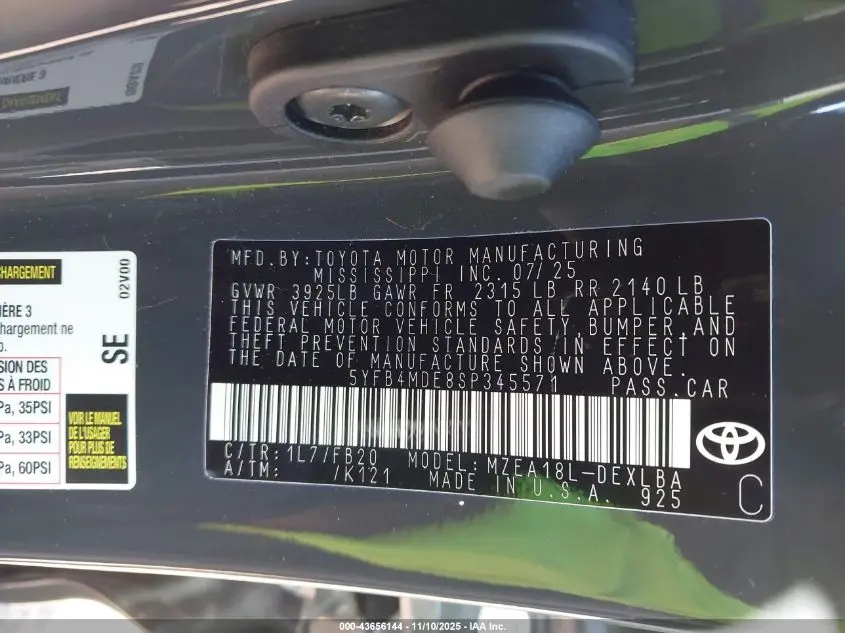 MFD.BY:TOYOTA MOTOR MANUFACTURING
MISSISSIPPI INC.07/25
GVWR 3925LB GAWR FR 2315 LB RR 2140 LB
THIS VEHICLE CONFORMS TO ALL APPLICABLE
FEDERAL MOTOR VEHICLE SAFETY,BUMPER,AND
THEFT PREVENTION STANDARDS IN EFFECT ON
THE DATE OF MANUFACTURE SHOWN ABOVE.
5YFB4MDE8SP345571 PASS.CAR
C/TR:1L7/FB20 MODEL:MZEA18L-DEXLBA
A/TM: /K121 MADE IN U.S.A. 925
C
CHARGEMENT
02V00
IÈRE 3
chargement ne
SE
SION DES
S À FROID
Pa, 35PSI
Pa, 33PSI
Pa, 60PSI
VOIR LE MANUEL
DE L'USAGER
POUR PLUS DE
RENSEIGNEMENTS
000-43656144 - 11/10/2025 - IAA Inc.